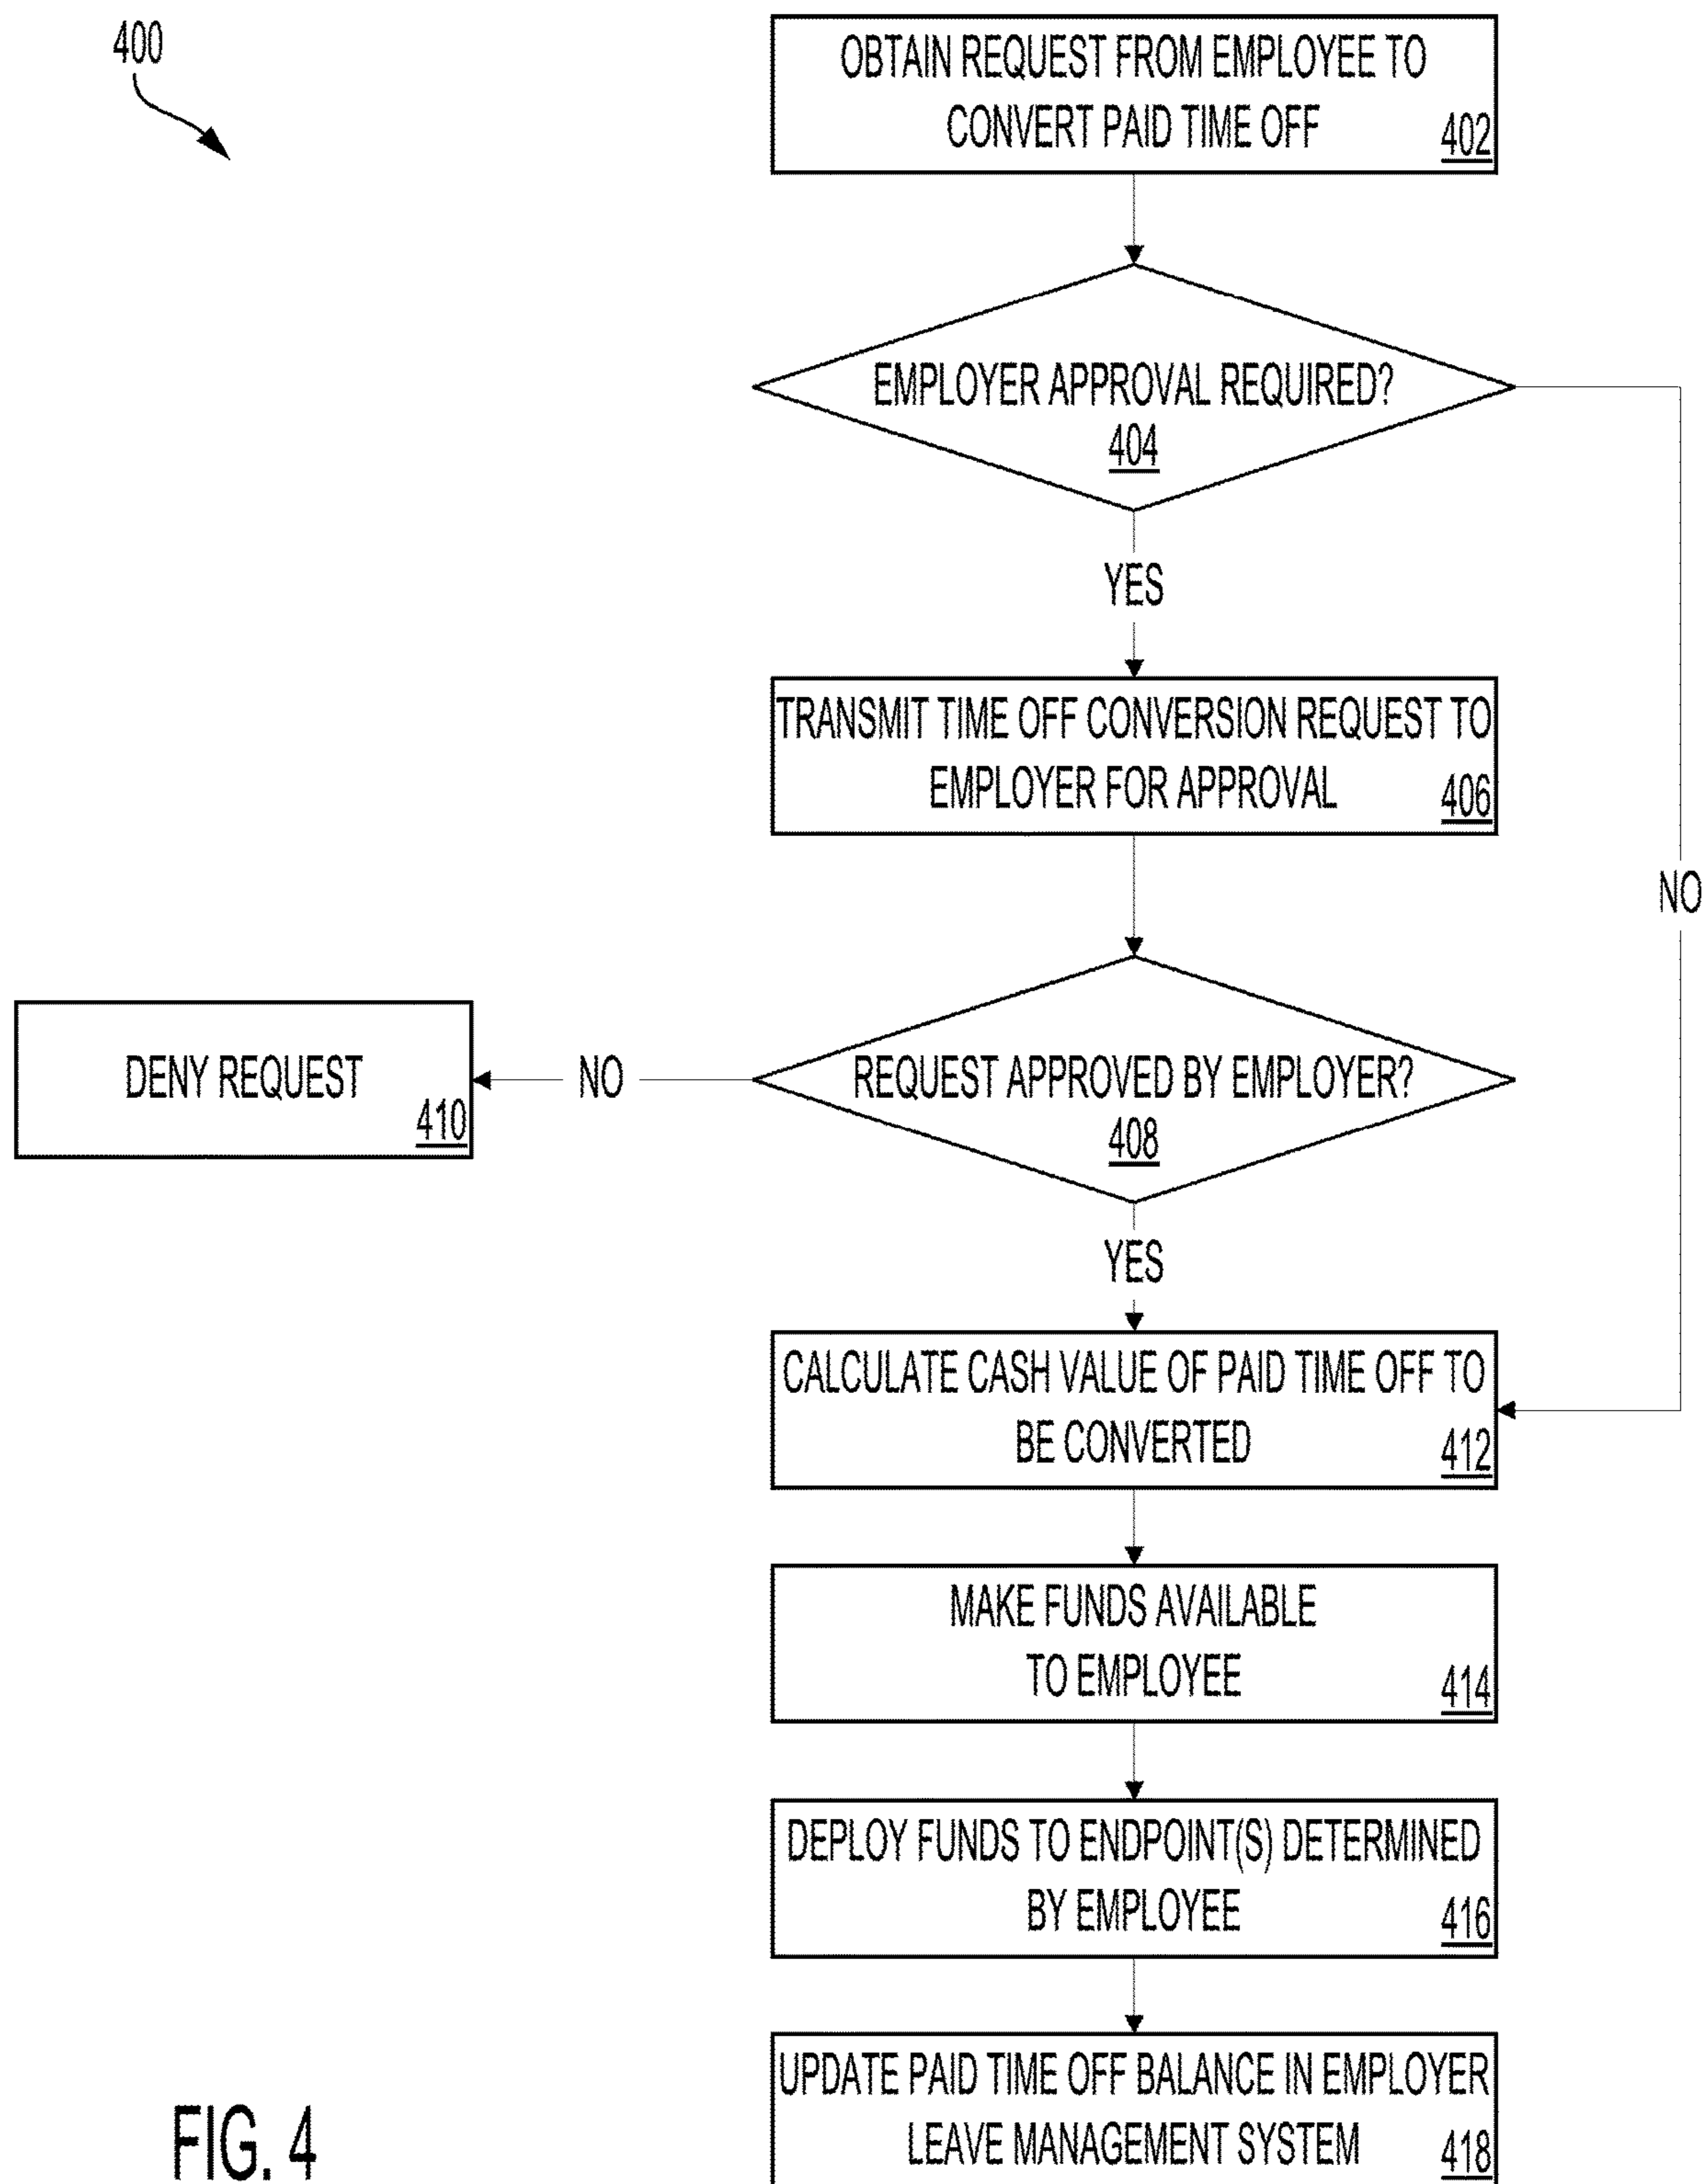 400
OBTAIN REQUEST FROM EMPLOYEE TO
CONVERT PAID TIME OFF
402
EMPLOYER APPROVAL REQUIRED?
404
YES
TRANSMIT TIME OFF CONVERSION REQUEST TO
EMPLOYER FOR APPROVAL
406
NO
REQUEST APPROVED BY EMPLOYER?
408
NO
DENY REQUEST
410
YES
CALCULATE CASH VALUE OF PAID TIME OFF TO
BE CONVERTED
412
MAKE FUNDS AVAILABLE
TO EMPLOYEE
414
DEPLOY FUNDS TO ENDPOINT(S) DETERMINED
BY EMPLOYEE
416
UPDATE PAID TIME OFF BALANCE IN EMPLOYER
LEAVE MANAGEMENT SYSTEM
418
FIG. 4